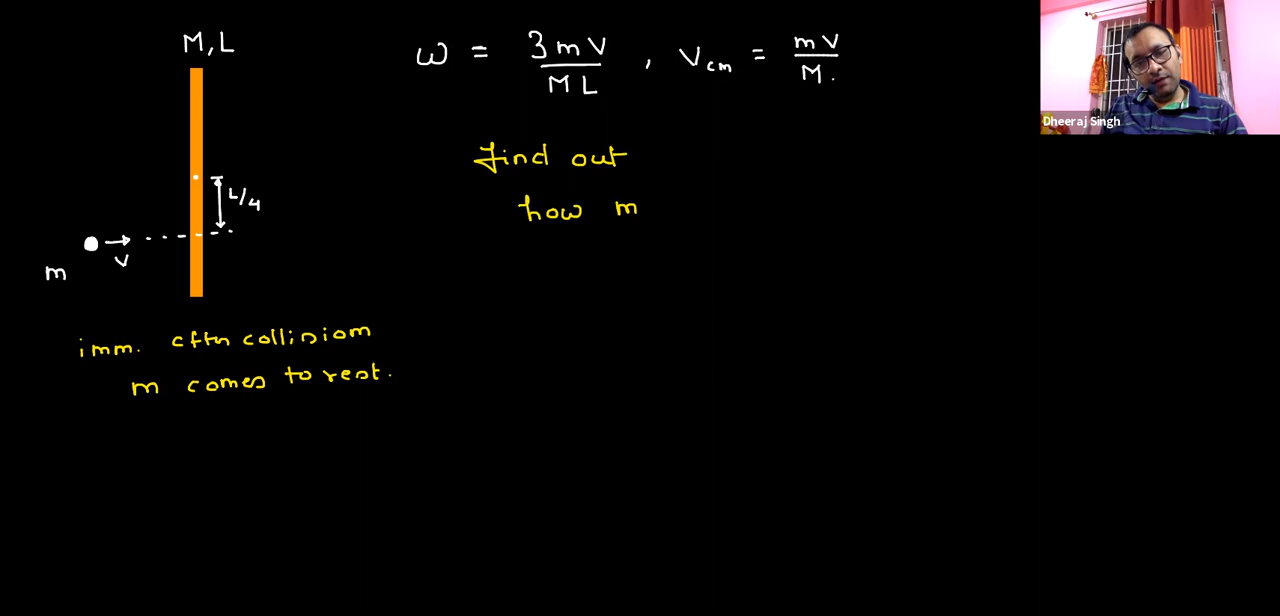 M, L
ω = 3mv/ML , Vcm = mv/M.
find out
how m
L/4
v
m
imm. after collision
m comes to rest.
Dheeraj Singh